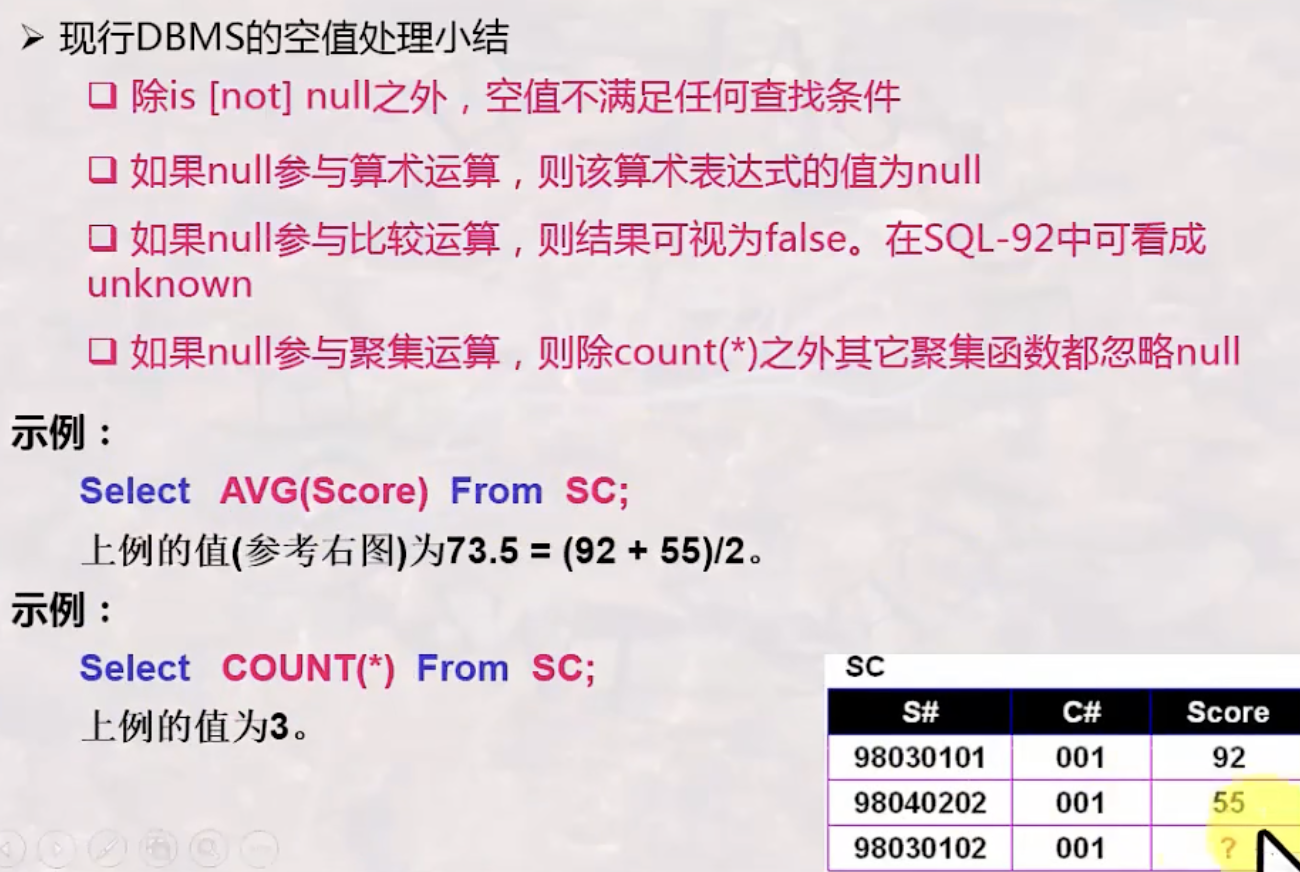 现行DBMS的空值处理小结
除is [not] null之外，空值不满足任何查找条件
如果null参与算术运算，则该算术表达式的值为null
如果null参与比较运算，则结果可视为false。在SQL-92中可看成
unknown
如果null参与聚集运算，则除count(*)之外其它聚集函数都忽略null
示例：
Select AVG(Score) From SC;
上例的值(参考右图)为73.5 = (92 + 55)/2。
示例：
Select COUNT(*) From SC;
上例的值为3。
SC
S# C# Score
98030101 001 92
98040202 001 55
98030102 001 ?